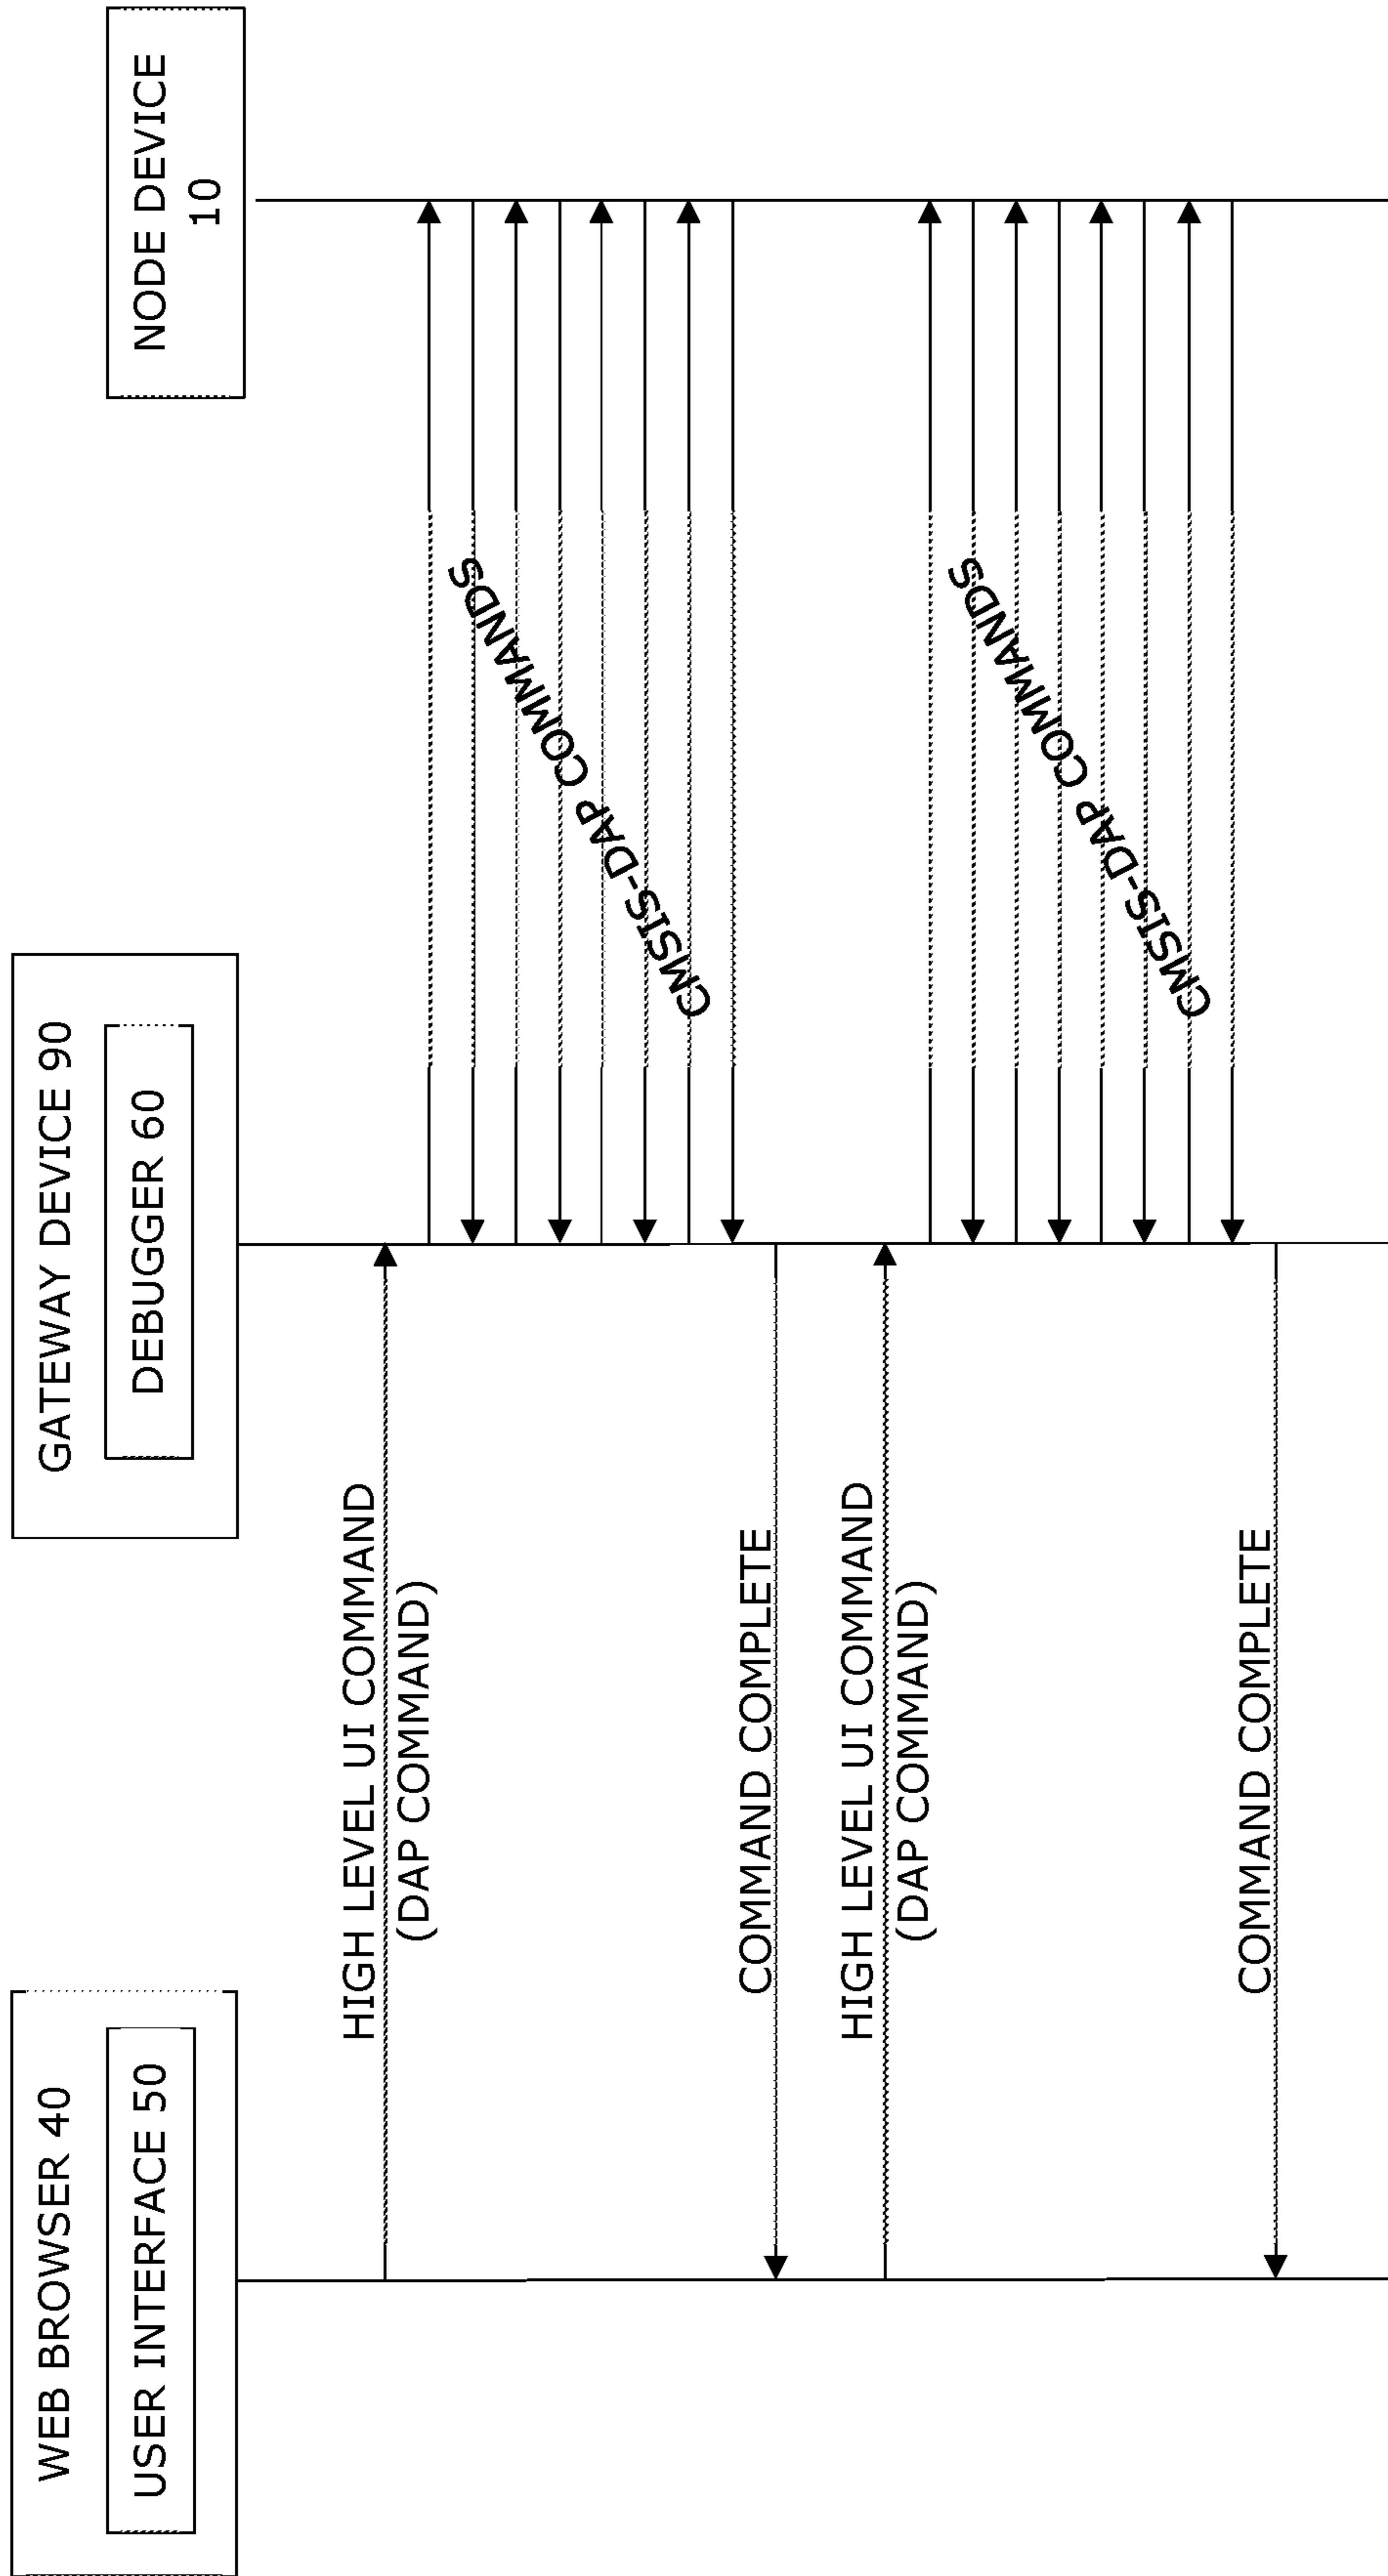 WEB BROWSER 40
USER INTERFACE 50
GATEWAY DEVICE 90
DEBUGGER 60
NODE DEVICE
10
HIGH LEVEL UI COMMAND
(DAP COMMAND)
CMSIS-DAP COMMANDS
COMMAND COMPLETE
HIGH LEVEL UI COMMAND
(DAP COMMAND)
CMSIS-DAP COMMANDS
COMMAND COMPLETE